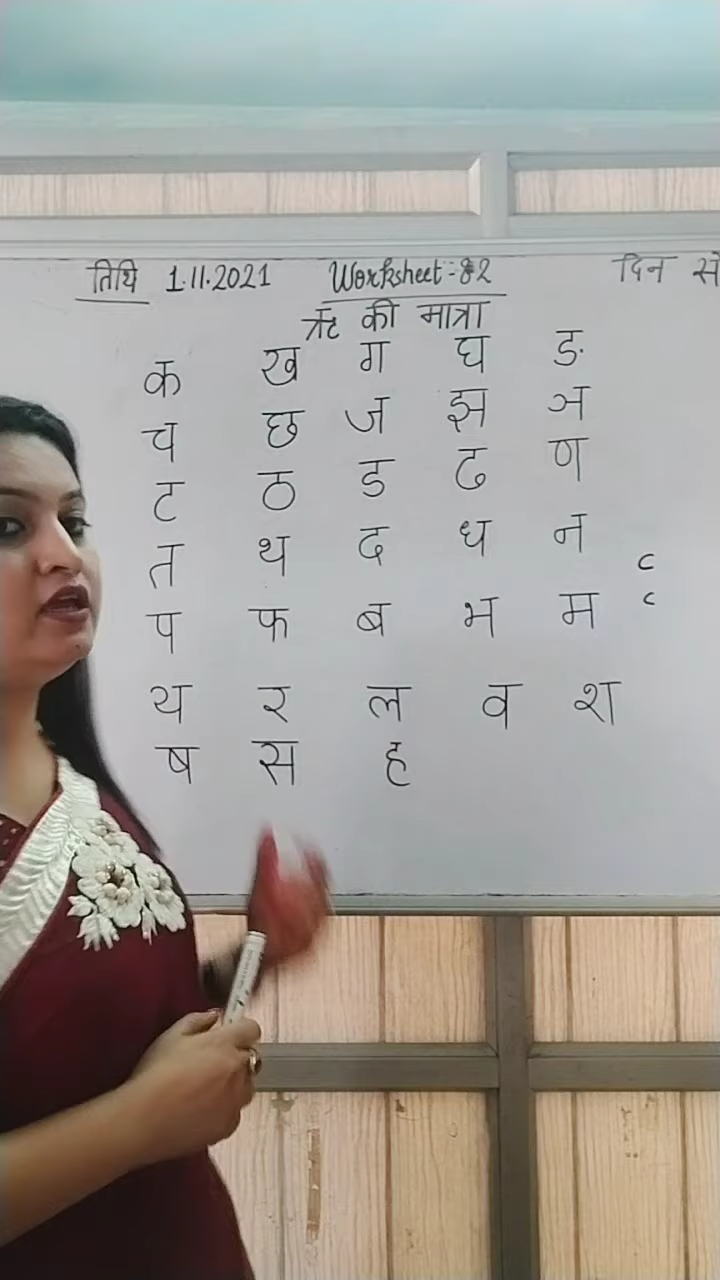 तिथि 1.11.2021 Worksheet-82 दिन सो
ऋ की मात्रा
क ख ग घ ङ
च छ ज झ ञ
ट ठ ड ढ ण
त थ द ध न
प फ ब भ म
य र ल व श
ष स ह